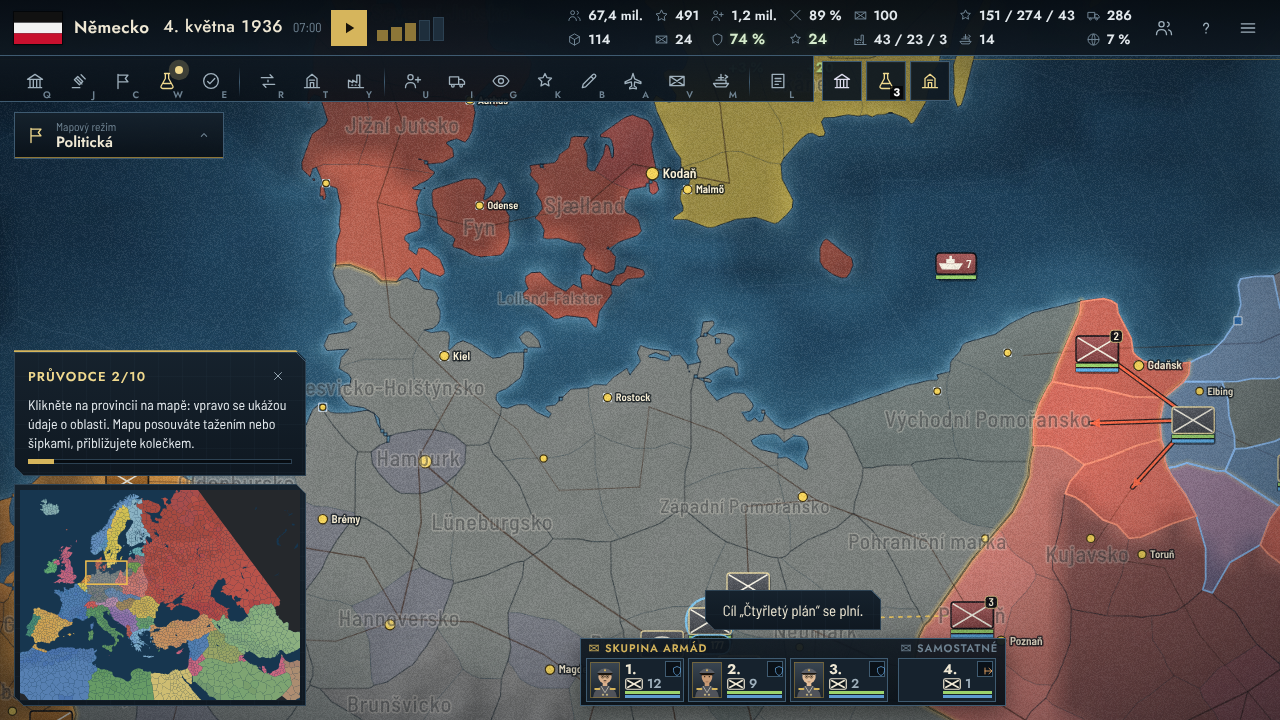 Německo
4. května 1936
07:00
67,4 mil.
491
1,2 mil.
89 %
100
151 / 274 / 43
286
114
24
74 %
24
43 / 23 / 3
14
7 %
Q
J
C
W
E
R
T
Y
U
I
G
K
B
A
V
M
L
3
Mapový režim
Politická
Aarhus
Jižní Jutsko
Kodaň
Malmö
Odense
Sjælland
Fyn
7
Lolland-Falster
2
Gdaňsk
Kiel
Elbing
esvicko-Holštýnsko
Rostock
Východní Pomořansko
Hamburk
PRŮVODCE 2/10
Klikněte na provincii na mapě: vpravo se ukážou
údaje o oblasti. Mapu posouváte tažením nebo
šipkami, přibližujete kolečkem.
Západní Pomořansko
Brémy
Lüneburgsko
Pohraniční marka
Kujavsko
Toruň
Hannoversko
Cíl „Čtyřletý plán“ se plní.
Neumark
3
Poznaň
SKUPINA ARMÁD
SAMOSTATNÉ
1.
12
2.
9
3.
2
4.
1
Magd
Brunšvicko